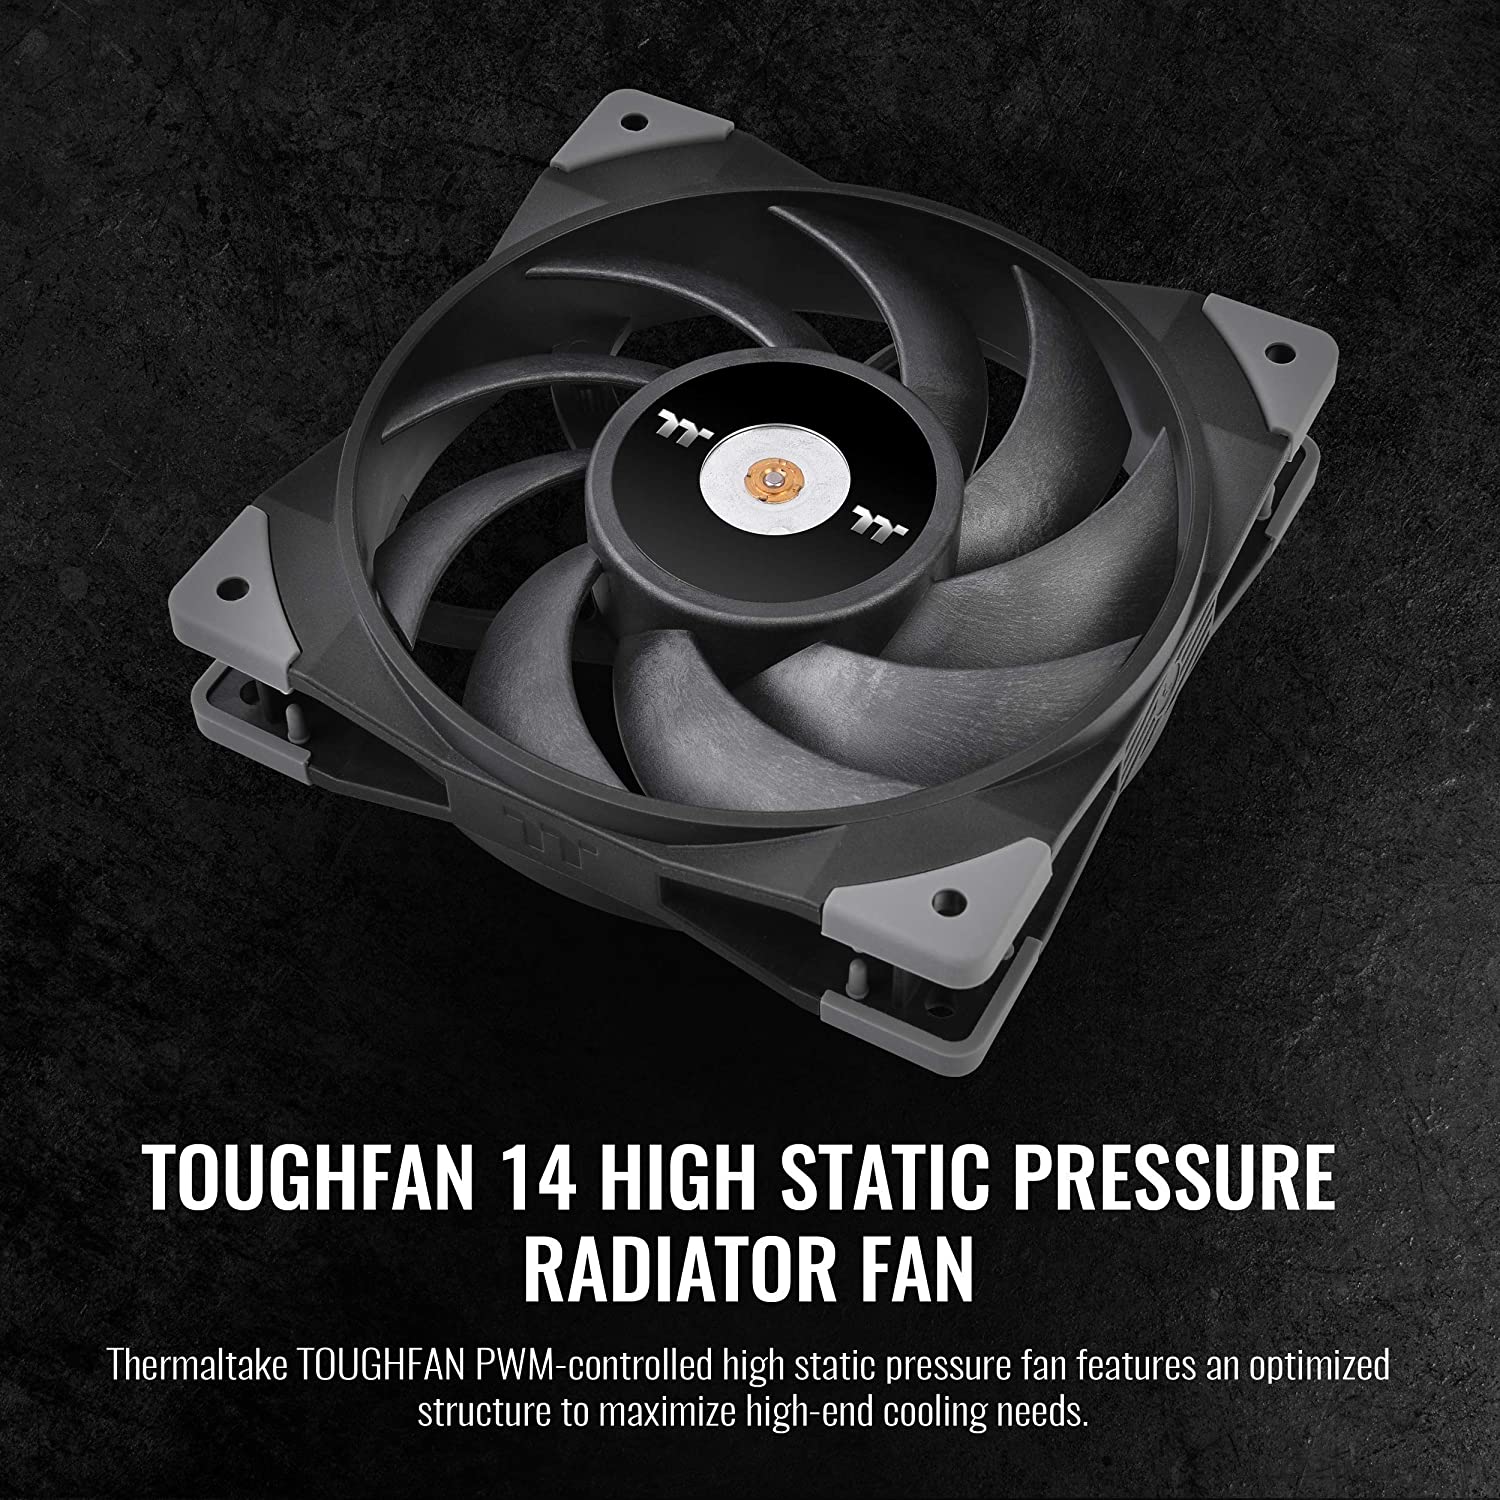 TOUGHFAN 14 HIGH STATIC PRESSURE
RADIATOR FAN
Thermaltake TOUGHFAN PWM-controlled high static pressure fan features an optimized
structure to maximize high-end cooling needs.